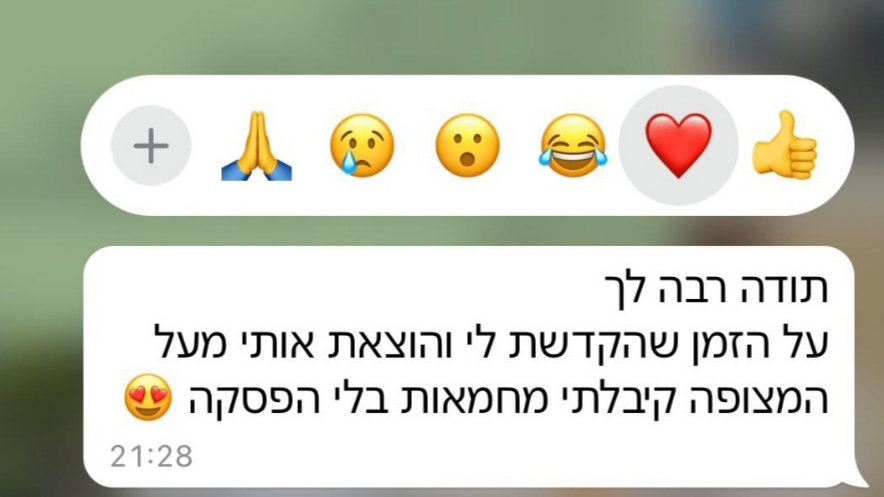 תודה רבה לך
על הזמן שהקדשת לי והוצאת אותי מעל
המצופה קיבלתי מחמאות בלי הפסקה 😍
21:28